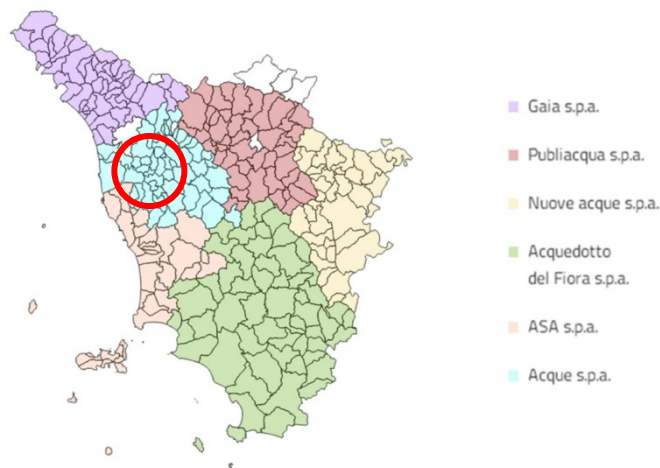 Gaia s.p.a.
Publiacqua s.p.a.
Nuove acque s.p.a.
Acquedotto
del Fiora s.p.a.
ASA s.p.a.
Acque s.p.a.